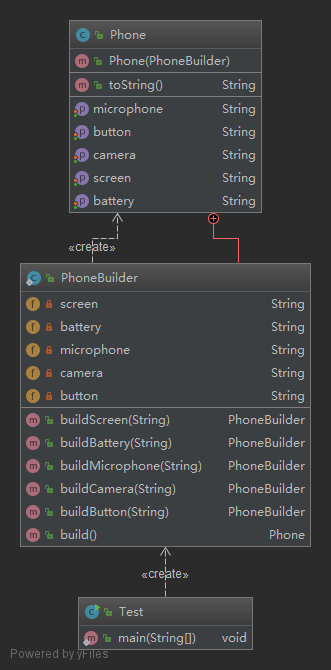 Phone
Phone(PhoneBuilder)
toString() String
microphone String
button String
camera String
screen String
battery String
«create»
PhoneBuilder
screen String
battery String
microphone String
camera String
button String
buildScreen(String) PhoneBuilder
buildBattery(String) PhoneBuilder
buildMicrophone(String) PhoneBuilder
buildCamera(String) PhoneBuilder
buildButton(String) PhoneBuilder
build() Phone
«create»
Test
main(String[]) void
Powered by yFiles